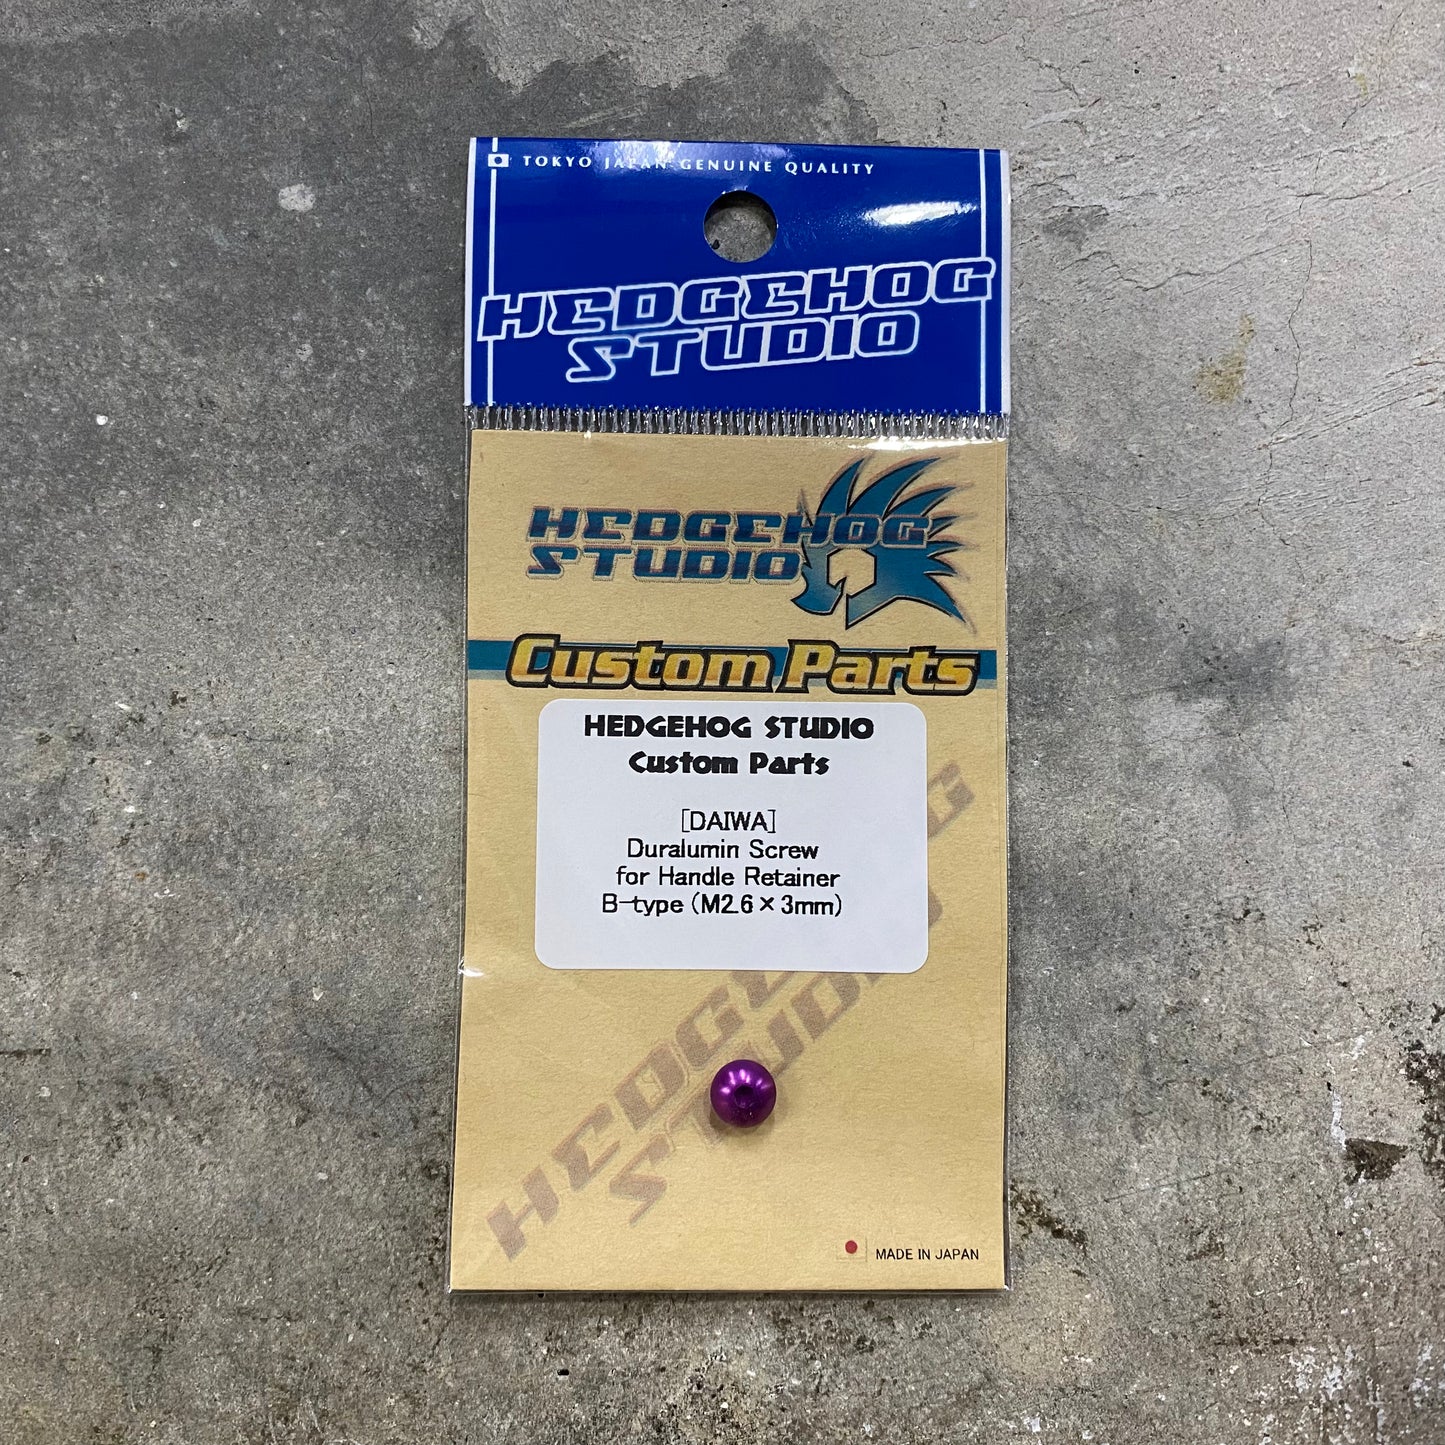 TOKYO JAPAN GENUINE QUALITY
HEDGEHOG
STUDIO
HEDGEHOG
STUDIO
Custom Parts
HEDGEHOG STUDIO
Custom Parts
[DAIWA]
Duralumin Screw
for Handle Retainer
B-type (M2.6×3mm)
HEDGEHOG
STUDIO
MADE IN JAPAN